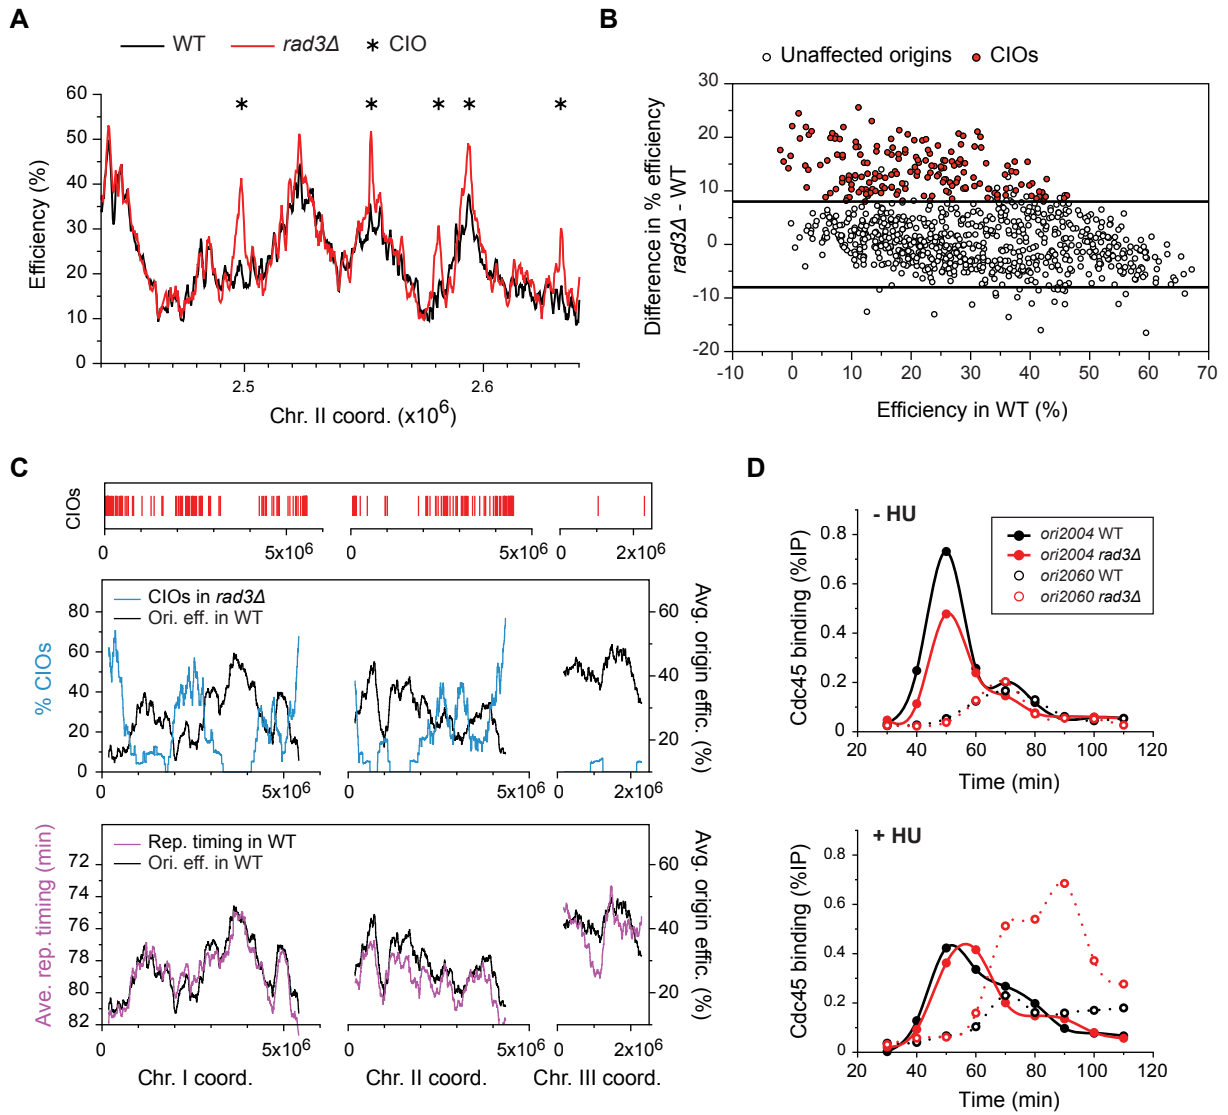 A
WT rad3Δ * CIO
Efficiency (%)
60
50
40
30
20
10
0
2.5 2.6
Chr. II coord. (x10⁶)
B
Unaffected origins CIOs
Difference in % efficiency
rad3Δ - WT
30
20
10
0
-10
-20
-10 0 10 20 30 40 50 60 70
Efficiency in WT (%)
C
CIOs
0 5x10⁶ 0 5x10⁶ 0 2x10⁶
% CIOs
80
60
40
20
0
CIOs in rad3Δ
Ori. eff. in WT
60
40
20
Avg. origin effic. (%)
0 5x10⁶ 0 5x10⁶ 0 2x10⁶
Ave. rep. timing (min)
72
74
76
78
80
82
Rep. timing in WT
Ori. eff. in WT
60
40
20
Avg. origin effic. (%)
0 5x10⁶ 0 5x10⁶ 0 2x10⁶
Chr. I coord. Chr. II coord. Chr. III coord.
D
- HU
ori2004 WT
ori2004 rad3Δ
ori2060 WT
ori2060 rad3Δ
Cdc45 binding (%IP)
0.8
0.6
0.4
0.2
0
20 40 60 80 100 120
Time (min)
+ HU
Cdc45 binding (%IP)
0.8
0.6
0.4
0.2
0
20 40 60 80 100 120
Time (min)